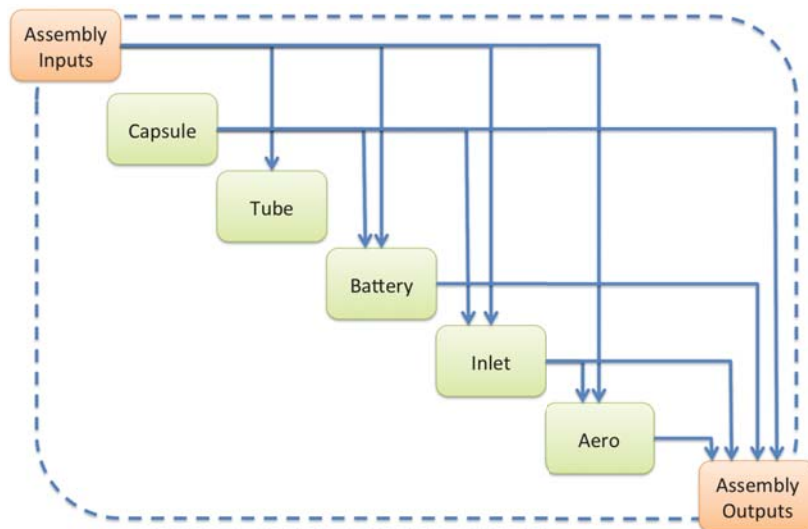 Assembly
Inputs
Capsule
Tube
Battery
Inlet
Aero
Assembly
Outputs